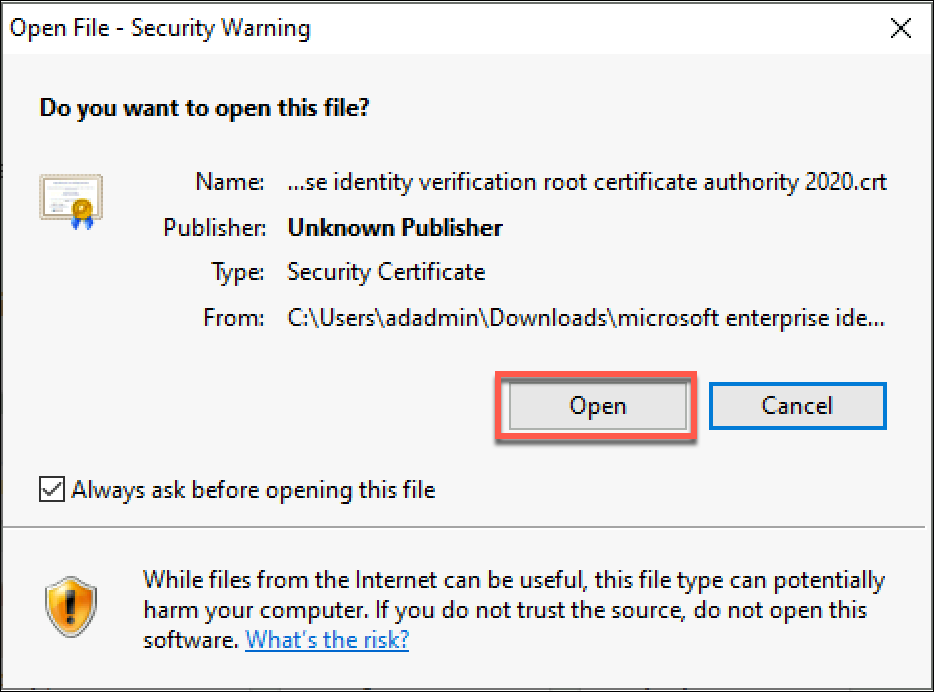 Open File - Security Warning
Do you want to open this file?
Name: ...se identity verification root certificate authority 2020.crt
Publisher: Unknown Publisher
Type: Security Certificate
From: C:\Users\adadmin\Downloads\microsoft enterprise ide...
Open Cancel
Always ask before opening this file
While files from the Internet can be useful, this file type can potentially
harm your computer. If you do not trust the source, do not open this
software. What's the risk?